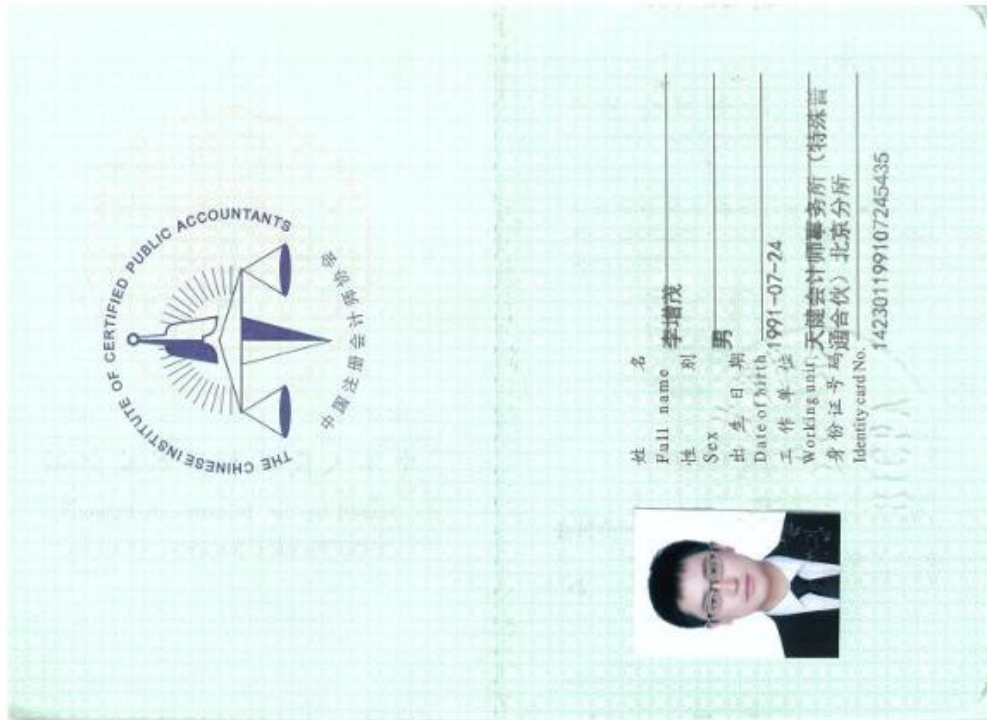 THE CHINESE INSTITUTE OF CERTIFIED PUBLIC ACCOUNTANTS
中国注册会计师协会
姓 名
Full name 李增茂
性 别
Sex 男
出 生 日 期
Date of birth 1991-07-24
工 作 单 位
Working unit 天健会计师事务所(特殊普
通合伙)北京分所
身 份 证 号 码
Identity card No. 142301199107245435